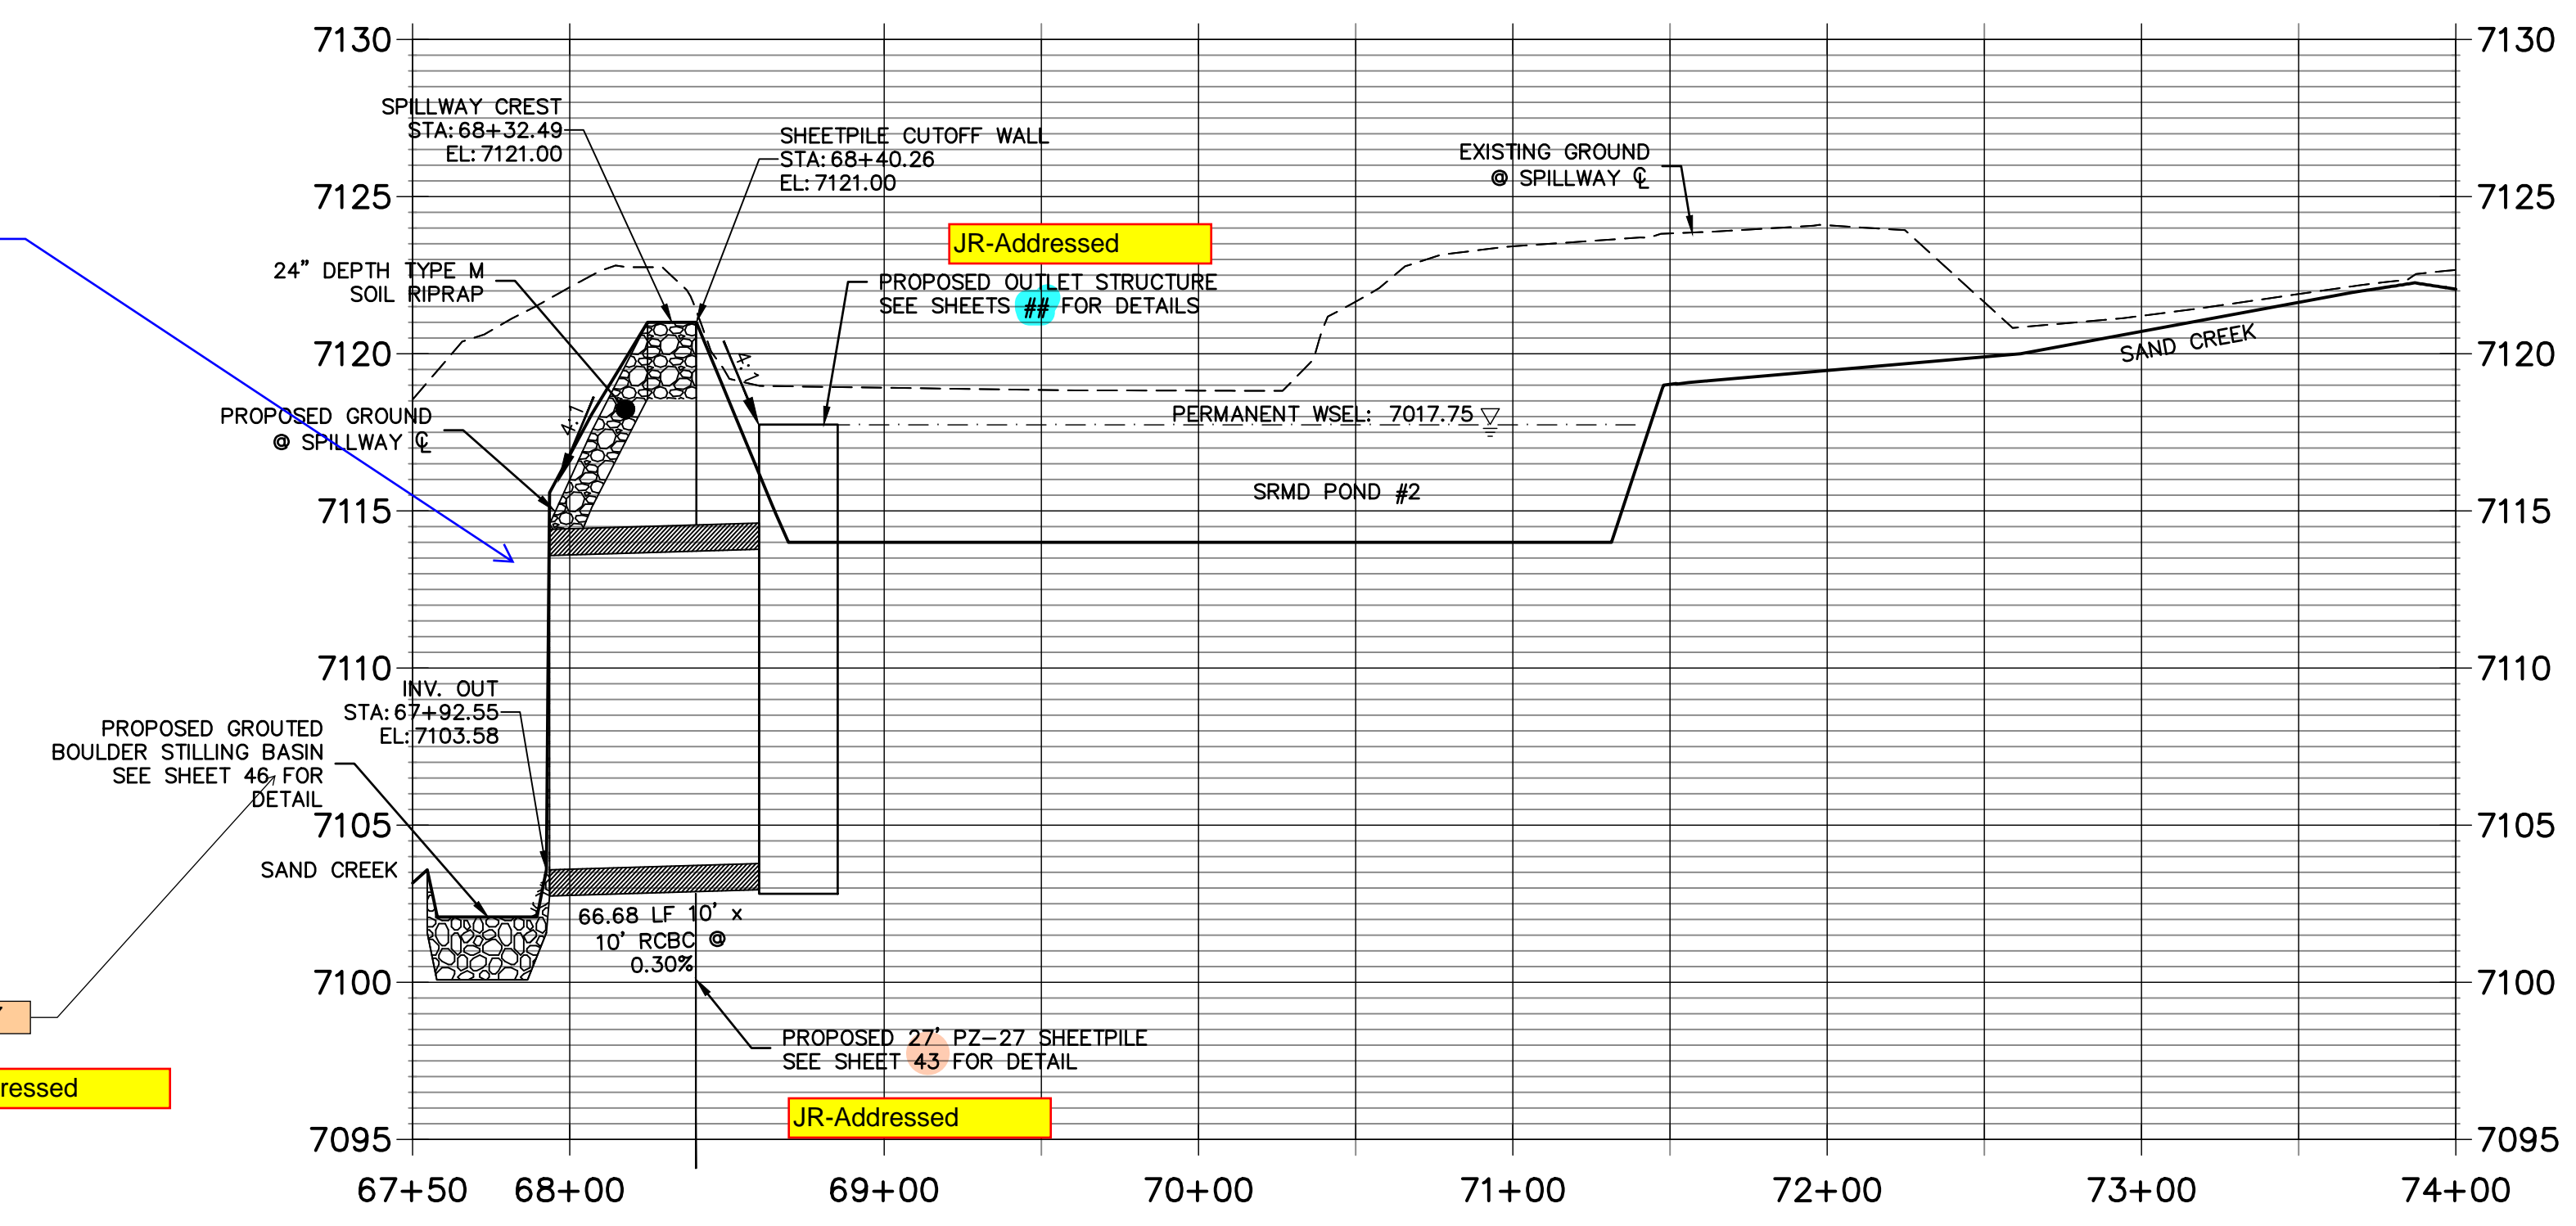 7130
7130
SPILLWAY CREST
STA: 68+32.49
EL: 7121.00
SHEETPILE CUTOFF WALL
STA: 68+40.26
EL: 7121.00
EXISTING GROUND
@ SPILLWAY ℄
7125
7125
JR-Addressed
24" DEPTH TYPE M
SOIL RIPRAP
PROPOSED OUTLET STRUCTURE
SEE SHEETS ## FOR DETAILS
7120
7120
4:1
SAND CREEK
PROPOSED GROUND
@ SPILLWAY ℄
4:1
PERMANENT WSEL: 7017.75
SRMD POND #2
7115
7115
7110
7110
INV. OUT
STA: 67+92.55
EL: 7103.58
PROPOSED GROUTED
BOULDER STILLING BASIN
SEE SHEET 46 FOR
DETAIL
7105
7105
SAND CREEK
66.68 LF 10' x
10' RCBC @
0.30%
7100
7100
PROPOSED 27' PZ-27 SHEETPILE
SEE SHEET 43 FOR DETAIL
ressed
JR-Addressed
7095
7095
67+50
68+00
69+00
70+00
71+00
72+00
73+00
74+00